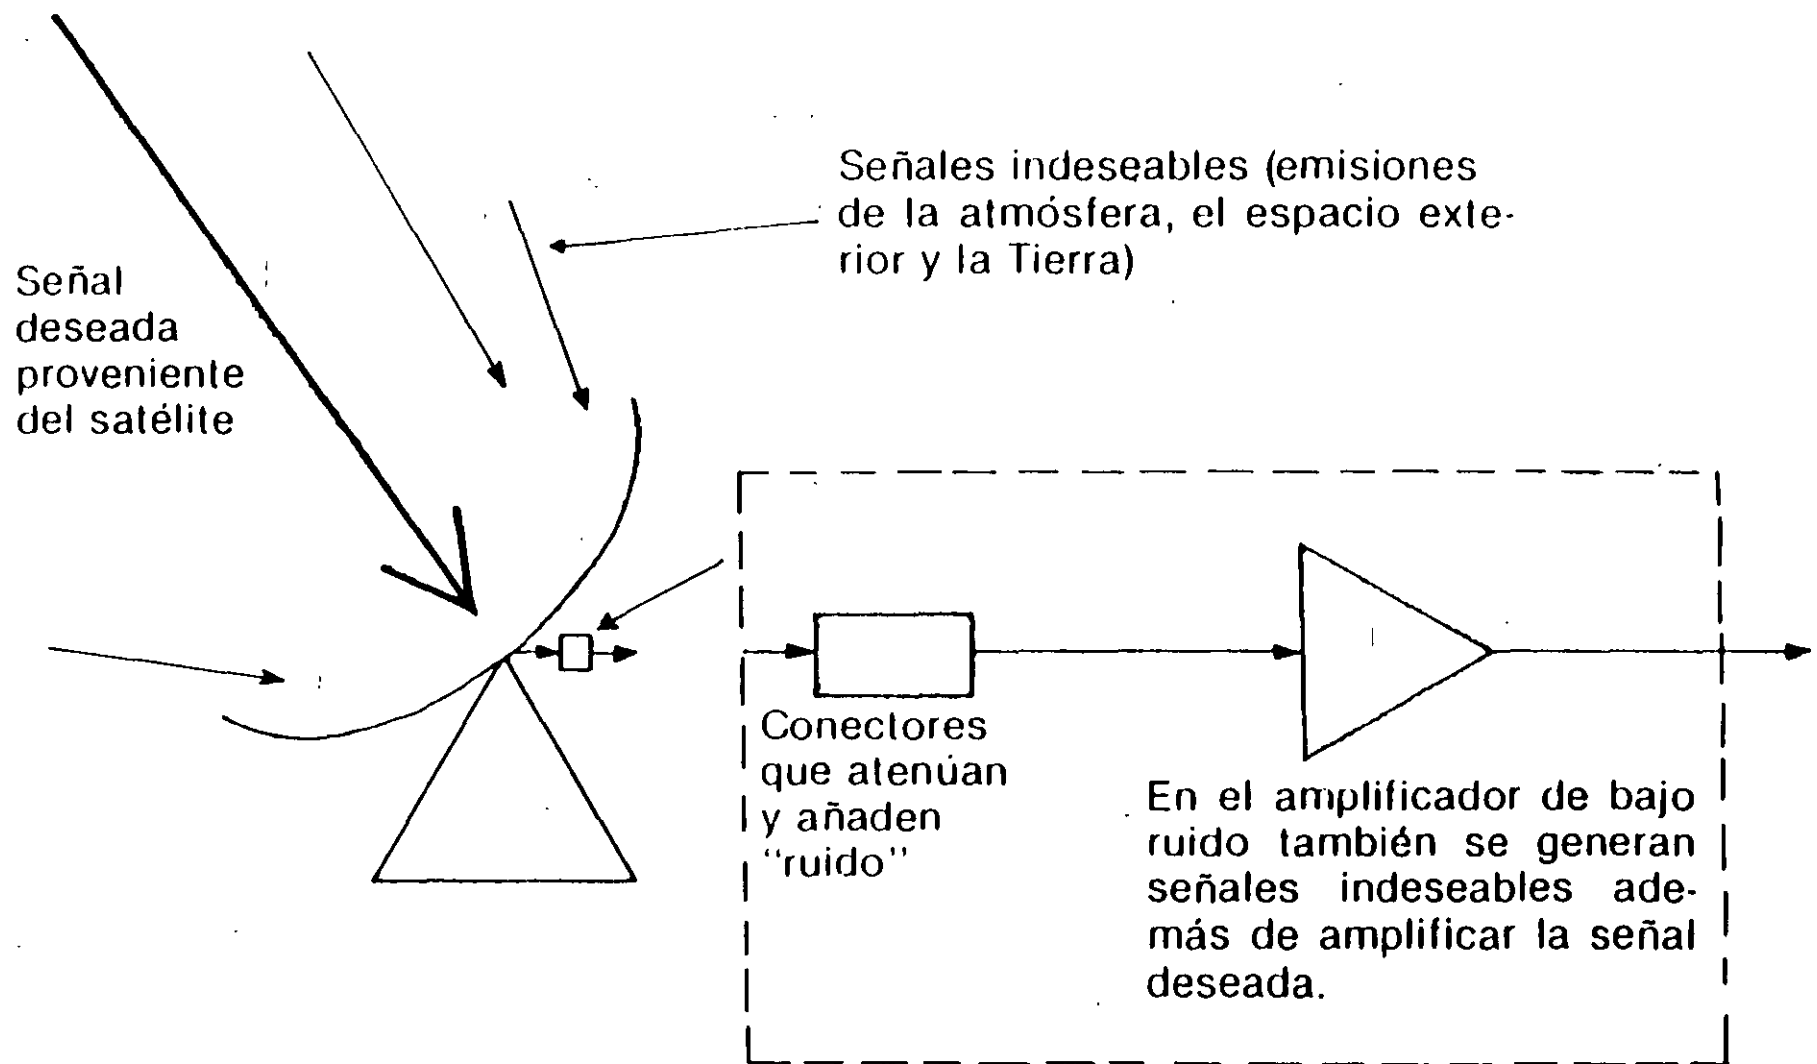 Señales indeseables (emisiones
de la atmósfera, el espacio exte-
rior y la Tierra)
Señal
deseada
proveniente
del satélite
Conectores
que atenúan
y añaden
"ruido"
En el amplificador de bajo
ruido también se generan
señales indeseables ade-
más de amplificar la señal
deseada.